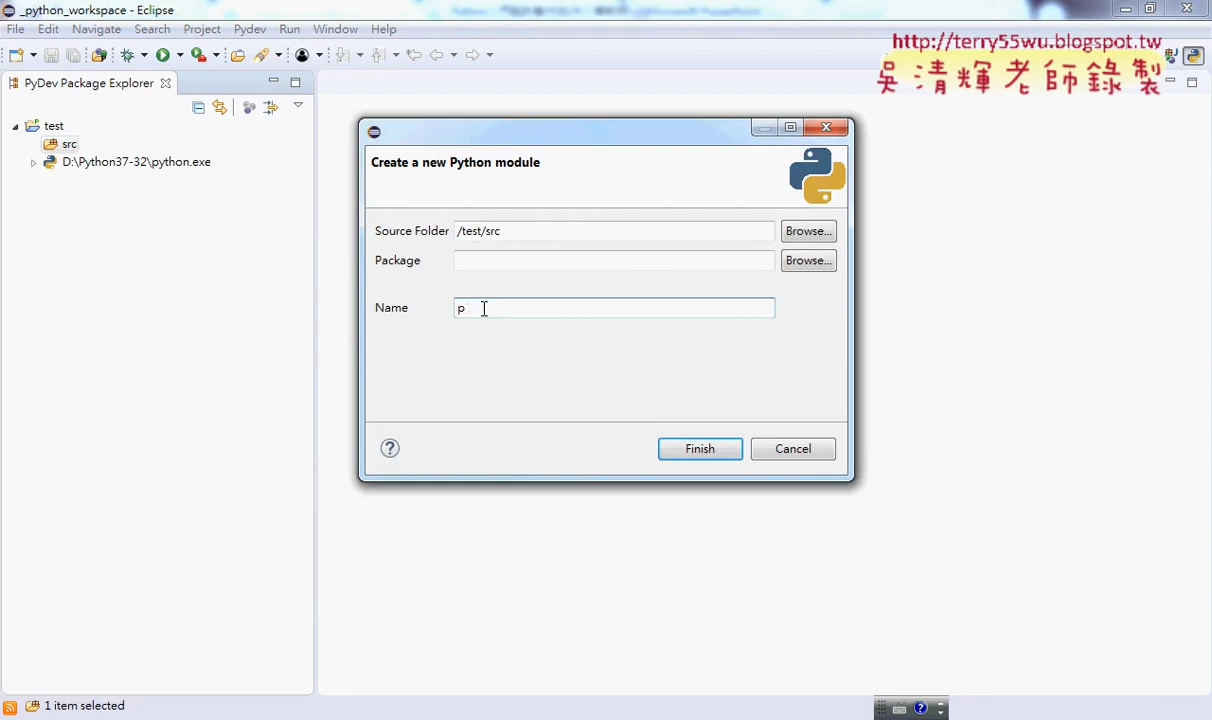 _python_workspace - Eclipse
File Edit Navigate Search Project Pydev Run Window Help
http://terry55wu.blogspot.tw
吳清輝老師錄製
PyDev Package Explorer
test
src
D:\Python37-32\python.exe
Create a new Python module
Source Folder /test/src Browse...
Package Browse...
Name p
Finish Cancel
1 item selected